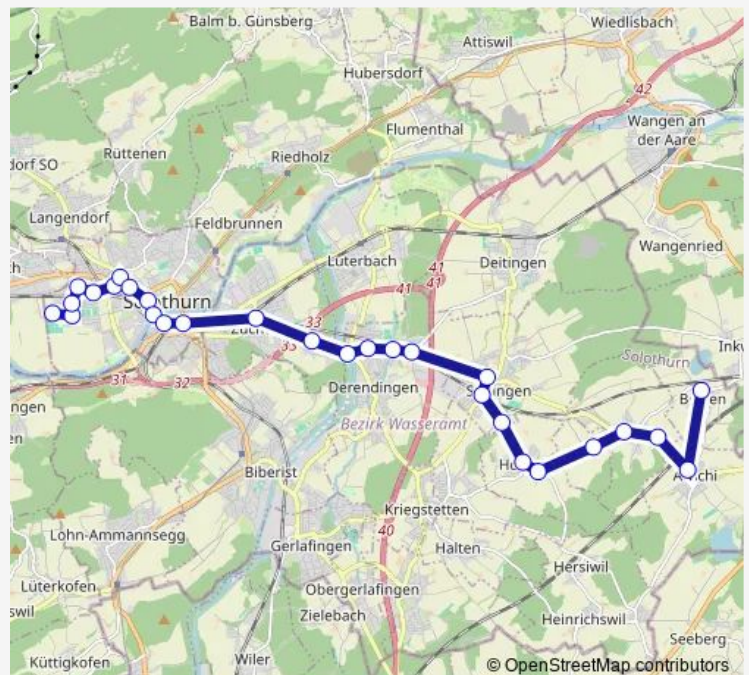 Balm b. Günsberg
Wiedlisbach
Attiswil
Hubersdorf
42
Wangen an
der Aare
Flumenthal
dorf SO
Rüttenen
Riedholz
Langendorf
Feldbrunnen
Wangenried
Luterbach
Deitingen
41
41
41
33
33
Solothurn
31
32
Derendingen
Bezirk Wasseramt
Biberist
Kriegstetten
Lohn-Ammannsegg
Gerlafingen
40
Halten
Hersiwil
Lüterkofen
Obergerlafingen
Zielebach
Heinrichswil
Seeberg
swil
Küttigkofen
Wiler
© OpenStreetMap contributors